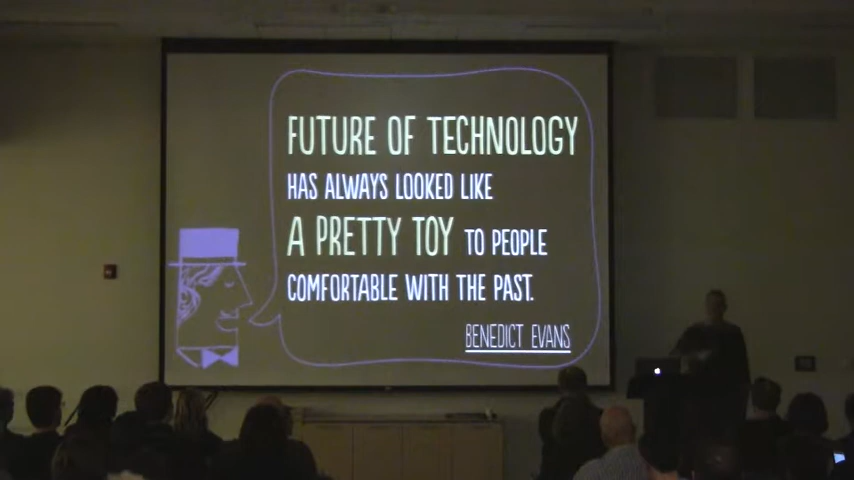 FUTURE OF TECHNOLOGY
HAS ALWAYS LOOKED LIKE
A PRETTY TOY TO PEOPLE
COMFORTABLE WITH THE PAST.
BENEDICT EVANS